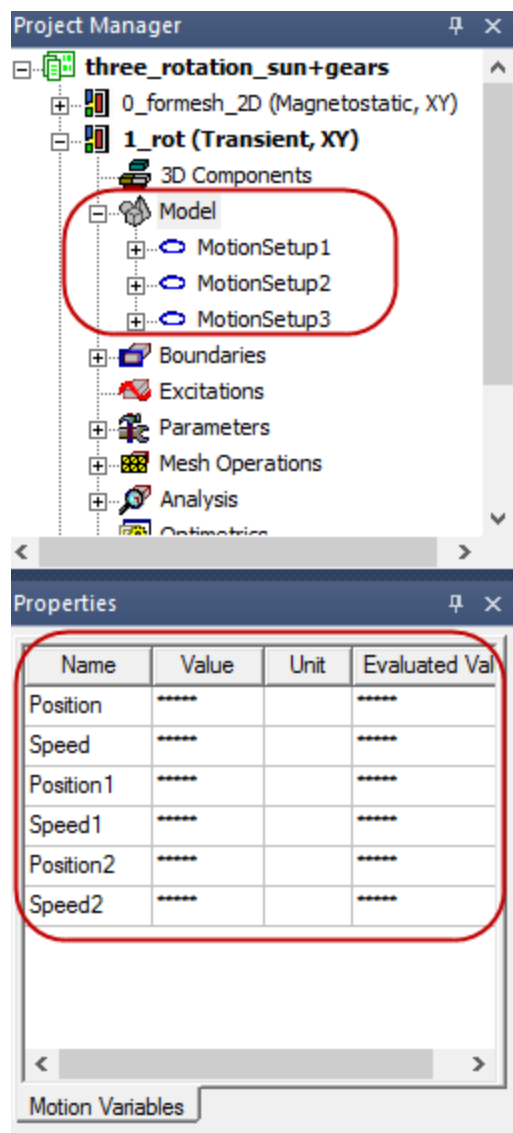 Project Manager
three_rotation_sun+gears
0_formesh_2D (Magnetostatic, XY)
1_rot (Transient, XY)
3D Components
Model
MotionSetup1
MotionSetup2
MotionSetup3
Boundaries
Excitations
Parameters
Mesh Operations
Analysis
Optimetrics
Properties
Name Value Unit Evaluated Val
Position ***** *****
Speed ***** *****
Position1 ***** *****
Speed1 ***** *****
Position2 ***** *****
Speed2 ***** *****
Motion Variables